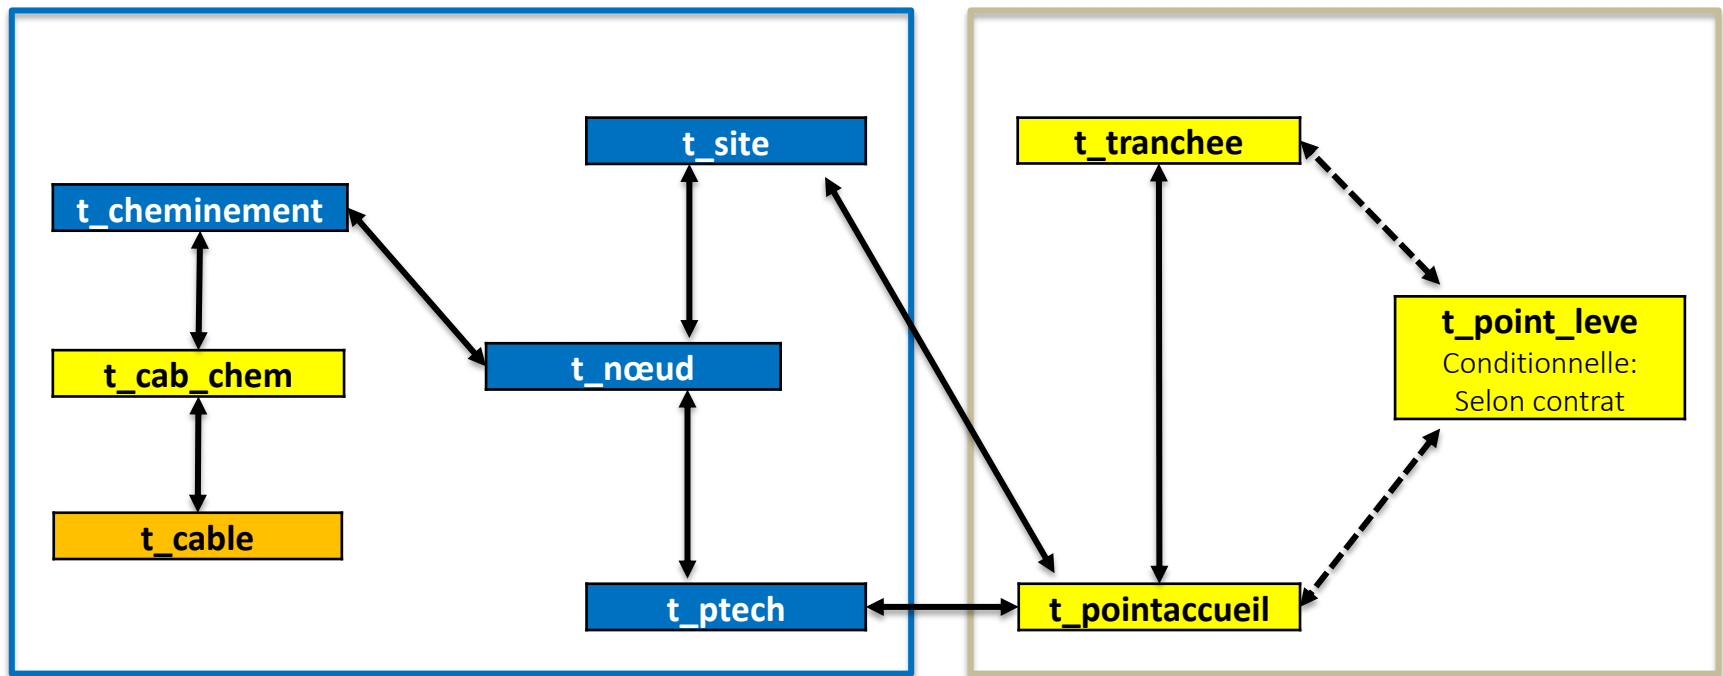 t_site
t_tranchee
t_cheminement
t_point_leve
Conditionnelle:
Selon contrat
t_nœud
t_cab_chem
t_cable
t_ptech
t_pointaccueil